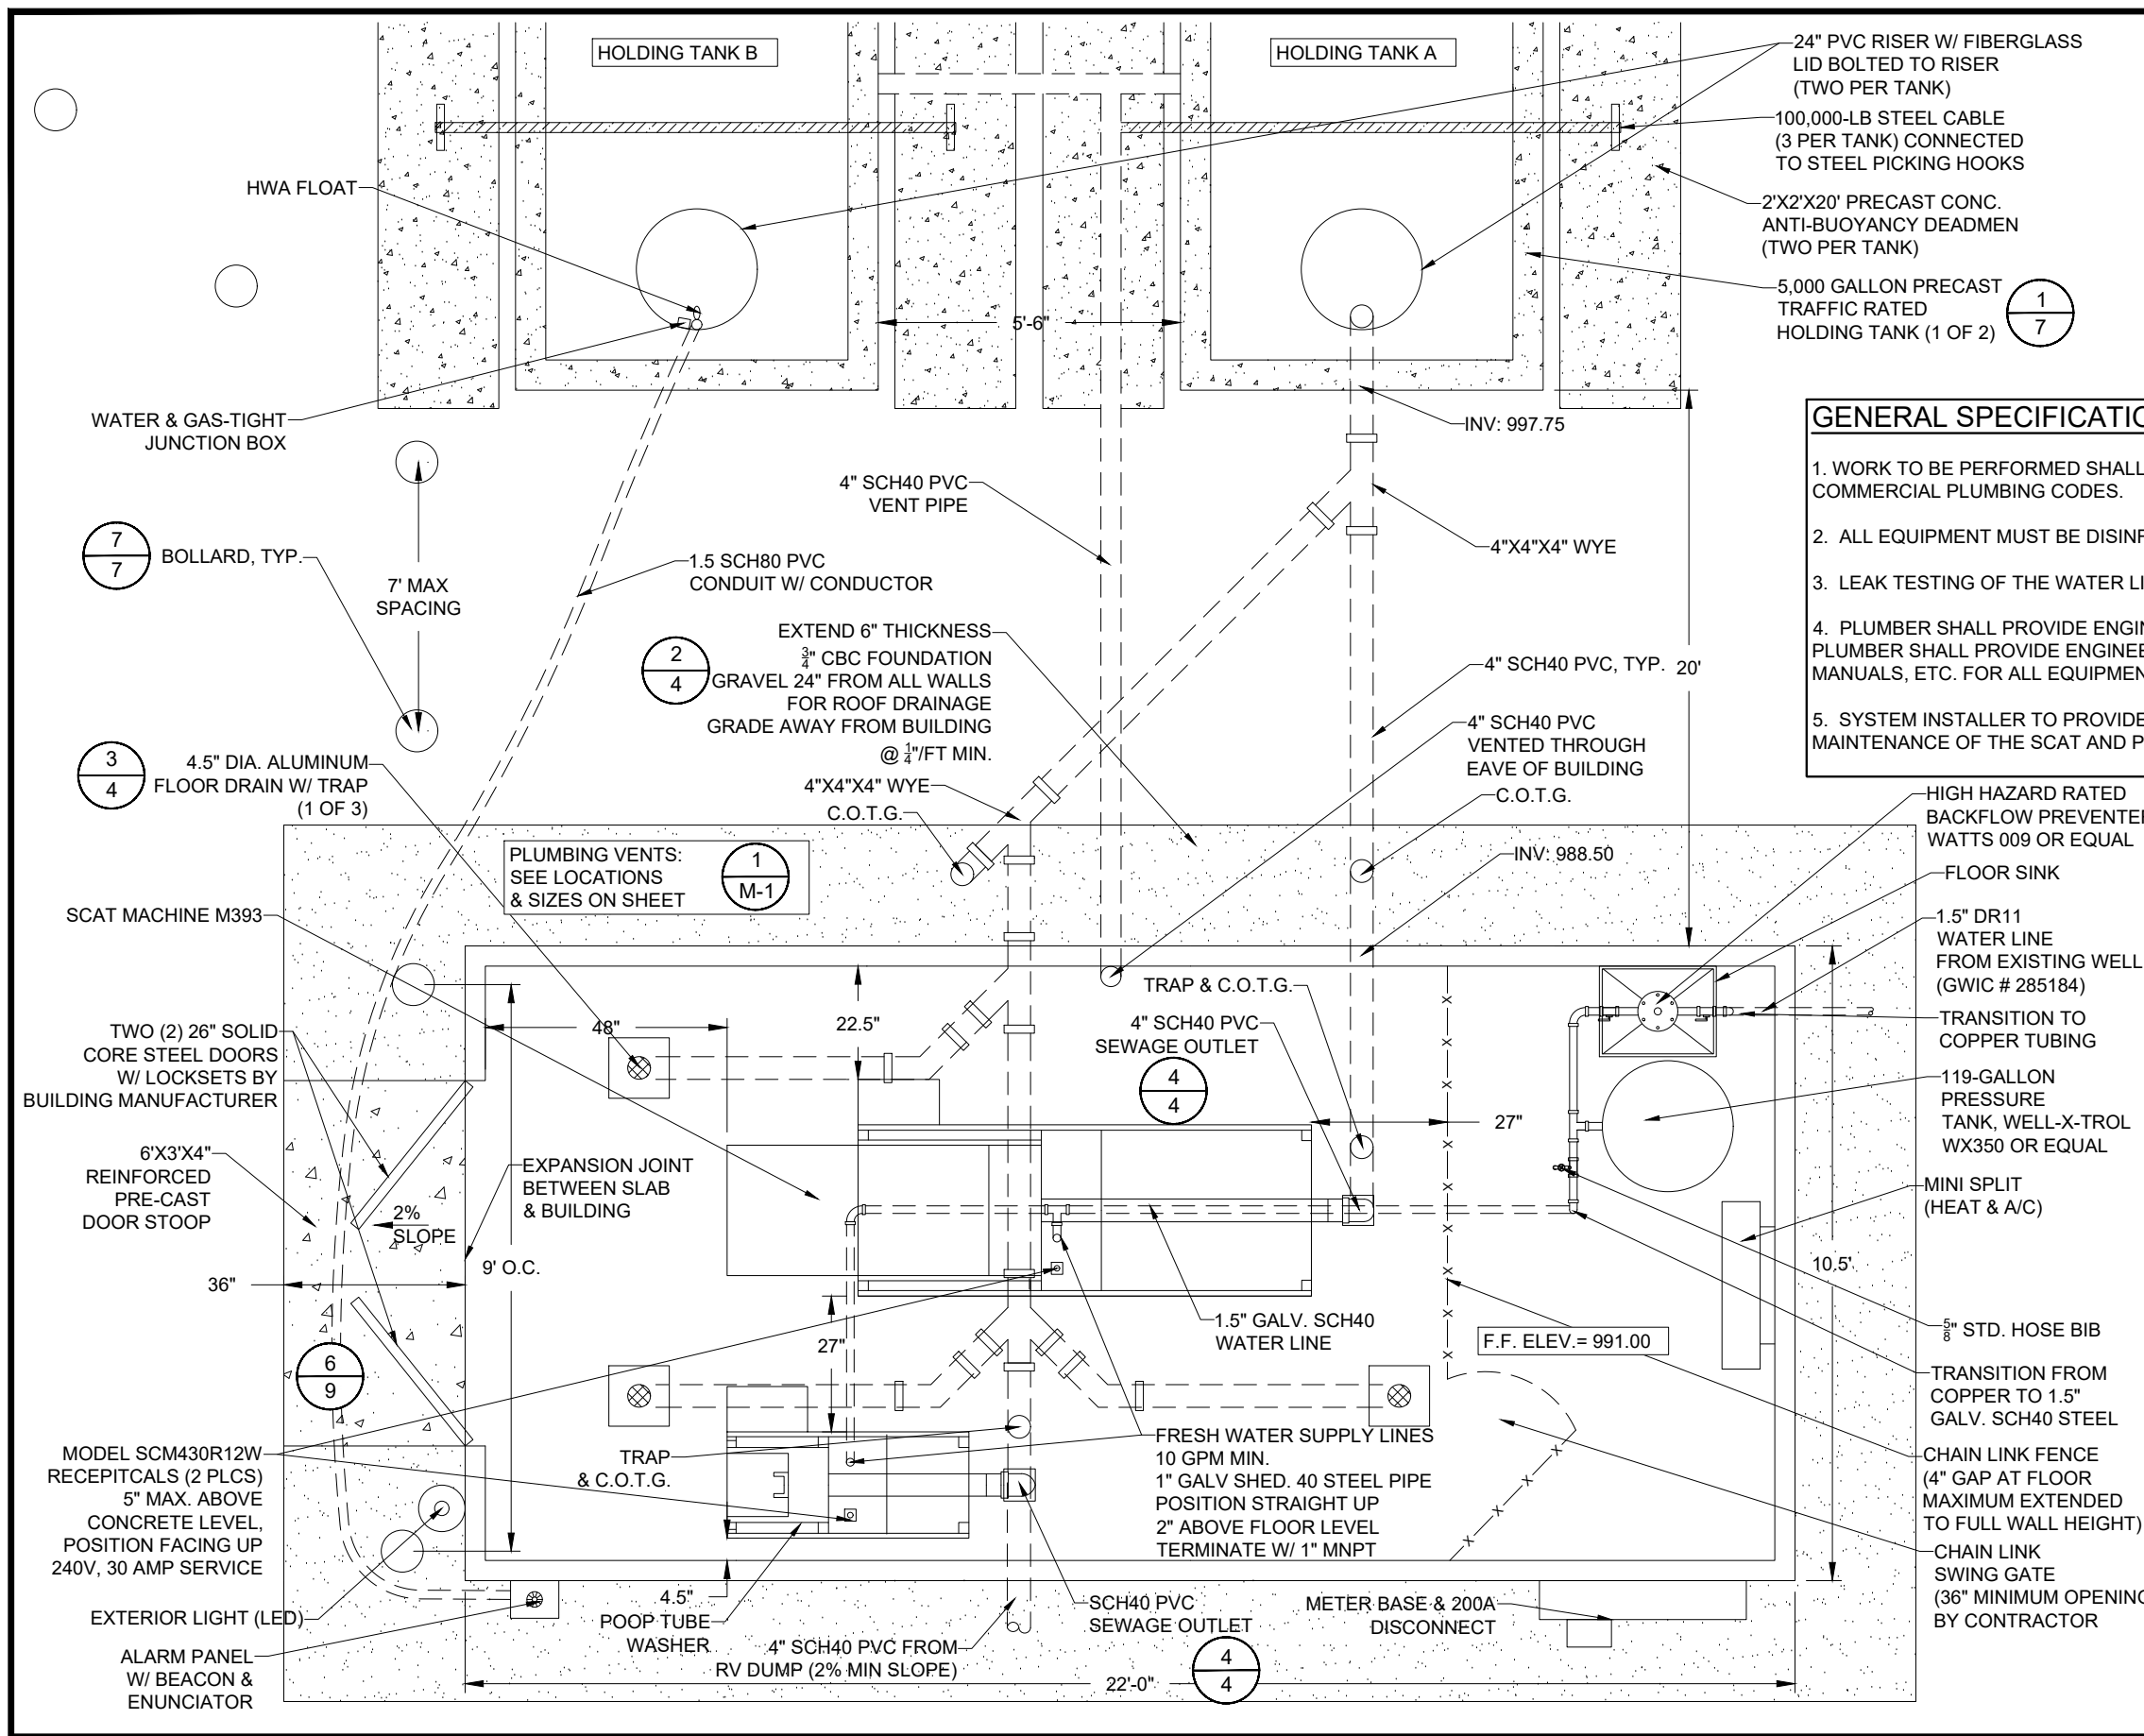 HOLDING TANK B
HOLDING TANK A
24" PVC RISER W/ FIBERGLASS
LID BOLTED TO RISER
(TWO PER TANK)
100,000-LB STEEL CABLE
(3 PER TANK) CONNECTED
TO STEEL PICKING HOOKS
2'X2'X20' PRECAST CONC.
ANTI-BUOYANCY DEADMEN
(TWO PER TANK)
5,000 GALLON PRECAST
TRAFFIC RATED
HOLDING TANK (1 OF 2)
1
7
HWA FLOAT
5'-6"
WATER & GAS-TIGHT
JUNCTION BOX
INV: 997.75
4" SCH40 PVC
VENT PIPE
7
7
BOLLARD, TYP.
7' MAX
SPACING
1.5 SCH80 PVC
CONDUIT W/ CONDUCTOR
4"X4"X4" WYE
GENERAL SPECIFICATIO
1. WORK TO BE PERFORMED SHALL
COMMERCIAL PLUMBING CODES.
2. ALL EQUIPMENT MUST BE DISINF
3. LEAK TESTING OF THE WATER LI
4. PLUMBER SHALL PROVIDE ENGIN
PLUMBER SHALL PROVIDE ENGINEE
MANUALS, ETC. FOR ALL EQUIPMEN
5. SYSTEM INSTALLER TO PROVIDE
MAINTENANCE OF THE SCAT AND P
2
4
EXTEND 6" THICKNESS
3/4" CBC FOUNDATION
GRAVEL 24" FROM ALL WALLS
FOR ROOF DRAINAGE
GRADE AWAY FROM BUILDING
@ 1/4"/FT MIN.
4" SCH40 PVC, TYP.
20'
4" SCH40 PVC
VENTED THROUGH
EAVE OF BUILDING
C.O.T.G.
3
4
4.5" DIA. ALUMINUM
FLOOR DRAIN W/ TRAP
(1 OF 3)
4"X4"X4" WYE
C.O.T.G.
INV: 988.50
HIGH HAZARD RATED
BACKFLOW PREVENTER
WATTS 009 OR EQUAL
FLOOR SINK
PLUMBING VENTS:
SEE LOCATIONS
& SIZES ON SHEET
1
M-1
SCAT MACHINE M393
1.5" DR11
WATER LINE
FROM EXISTING WELL
(GWIC # 285184)
TRANSITION TO
COPPER TUBING
TRAP & C.O.T.G.
4" SCH40 PVC
SEWAGE OUTLET
4
4
48"
22.5"
27"
TWO (2) 26" SOLID
CORE STEEL DOORS
W/ LOCKSETS BY
BUILDING MANUFACTURER
119-GALLON
PRESSURE
TANK, WELL-X-TROL
WX350 OR EQUAL
6'X3'X4"
REINFORCED
PRE-CAST
DOOR STOOP
2%
SLOPE
EXPANSION JOINT
BETWEEN SLAB
& BUILDING
MINI SPLIT
(HEAT & A/C)
36"
9' O.C.
10.5'
27"
1.5" GALV. SCH40
WATER LINE
F.F. ELEV.= 991.00
5/8" STD. HOSE BIB
6
9
TRANSITION FROM
COPPER TO 1.5"
GALV. SCH40 STEEL
MODEL SCM430R12W
RECEPITCALS (2 PLCS)
5" MAX. ABOVE
CONCRETE LEVEL,
POSITION FACING UP
240V, 30 AMP SERVICE
TRAP
& C.O.T.G.
FRESH WATER SUPPLY LINES
10 GPM MIN.
1" GALV SHED. 40 STEEL PIPE
POSITION STRAIGHT UP
2" ABOVE FLOOR LEVEL
TERMINATE W/ 1" MNPT
CHAIN LINK FENCE
(4" GAP AT FLOOR
MAXIMUM EXTENDED
TO FULL WALL HEIGHT)
CHAIN LINK
SWING GATE
(36" MINIMUM OPENING
BY CONTRACTOR
EXTERIOR LIGHT (LED)
4.5"
POOP TUBE
WASHER
SCH40 PVC
SEWAGE OUTLET
METER BASE & 200A
DISCONNECT
ALARM PANEL
W/ BEACON &
ENUNCIATOR
4" SCH40 PVC FROM
RV DUMP (2% MIN SLOPE)
4
4
22'-0"